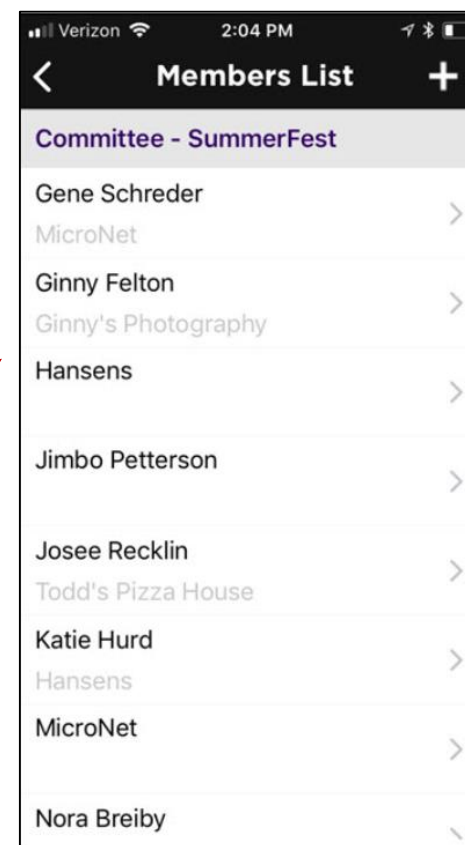 Verizon 2:04 PM
Members List
Committee - SummerFest
Gene Schreder
MicroNet
Ginny Felton
Ginny's Photography
Hansens
Jimbo Petterson
Josee Recklin
Todd's Pizza House
Katie Hurd
Hansens
MicroNet
Nora Breiby